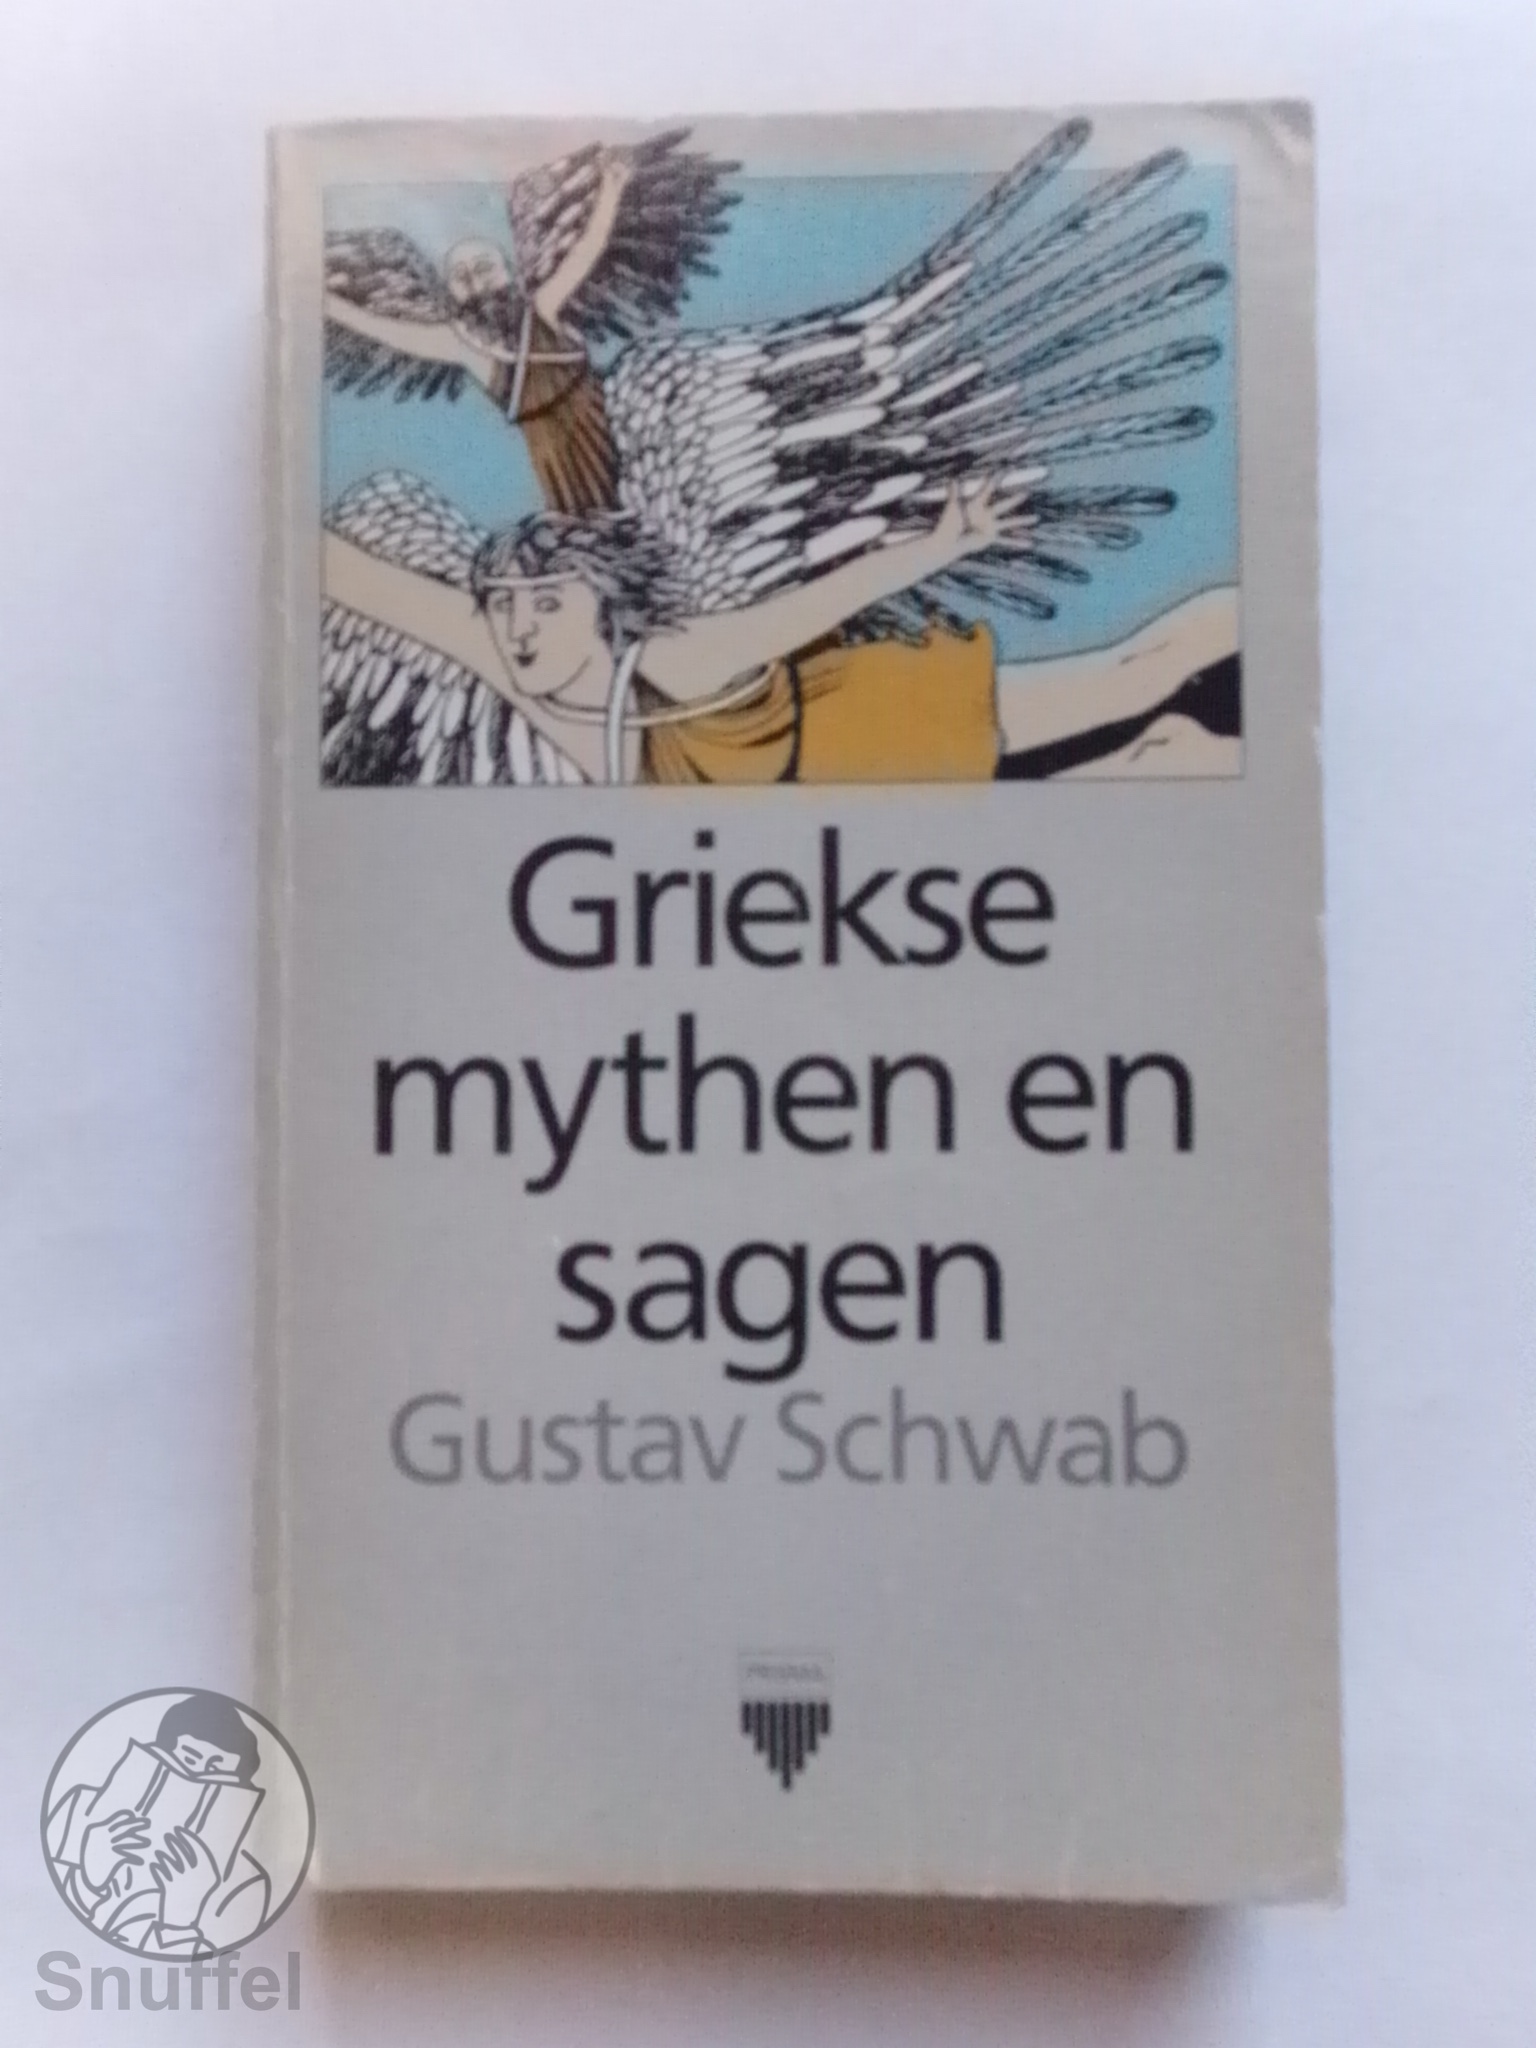 Griekse
mythen en
sagen
Gustav Schwab
Snuffel